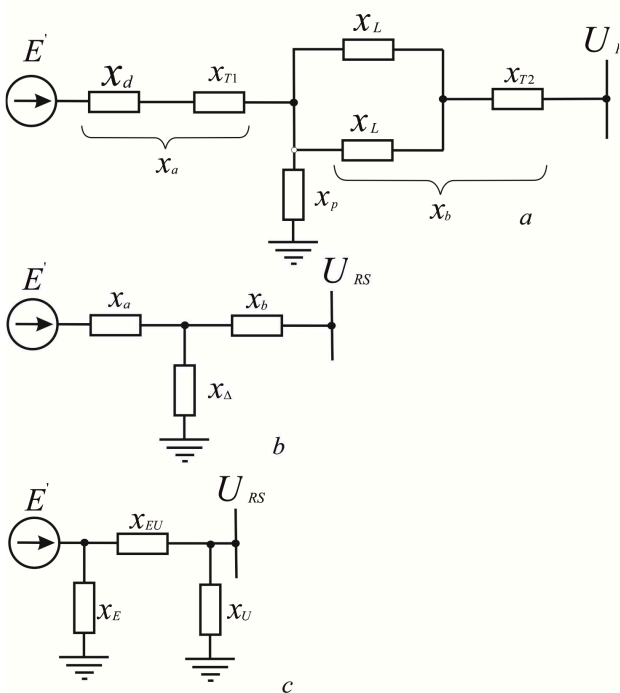 E'
x_d
x_T1
x_L
x_T2
U
x_L
x_a
x_p
x_b
a
E'
x_a
x_b
U_RS
x_Δ
b
E'
x_EU
U_RS
x_E
x_U
c